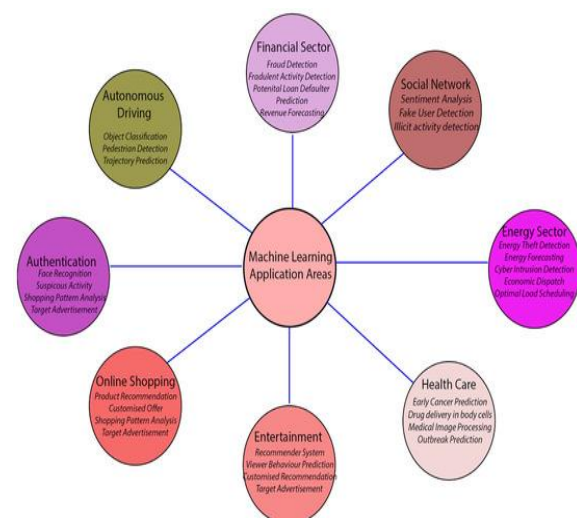 Financial Sector
Fraud Detection
Fradulent Activity Detection
Potenital Loan Defaulter
Prediction
Revenue Forecasting
Social Network
Sentiment Analysis
Fake User Detection
Illicit activity detection
Autonomous
Driving
Object Classification
Pedestrian Detection
Trajectory Prediction
Machine Learning
Application Areas
Energy Sector
Energy Theft Detection
Energy Forecasting
Cyber Intrusion Detection
Economic Dispatch
Optimal Load Scheduling
Authentication
Face Recognition
Suspicous Activity
Shopping Pattern Analysis
Target Advertisement
Online Shopping
Product Recommendation
Customised Offer
Shopping Pattern Analysis
Target Advertisement
Health Care
Early Cancer Prediction
Drug delivery in body cells
Medical Image Processing
Outbreak Prediction
Entertainment
Recommender System
Viewer Behaviour Prediction
Customised Recommendation
Target Advertisement